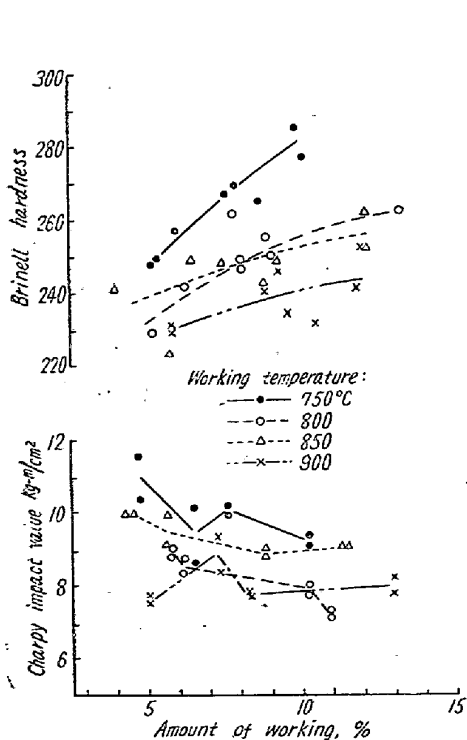 300
280
260
240
220
Brinell hardness
Working temperature:
750°C
800
850
900
12
10
8
6
Charpy impact value kg-m/cm²
5 10 15
Amount of working, %